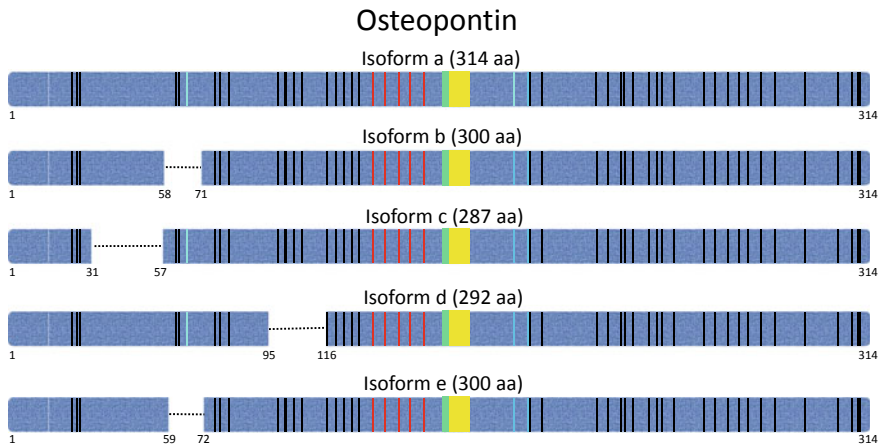 Osteopontin
Isoform a (314 aa)
1 314
Isoform b (300 aa)
1 58 71 314
Isoform c (287 aa)
1 31 57 314
Isoform d (292 aa)
1 95 116 314
Isoform e (300 aa)
1 59 72 314